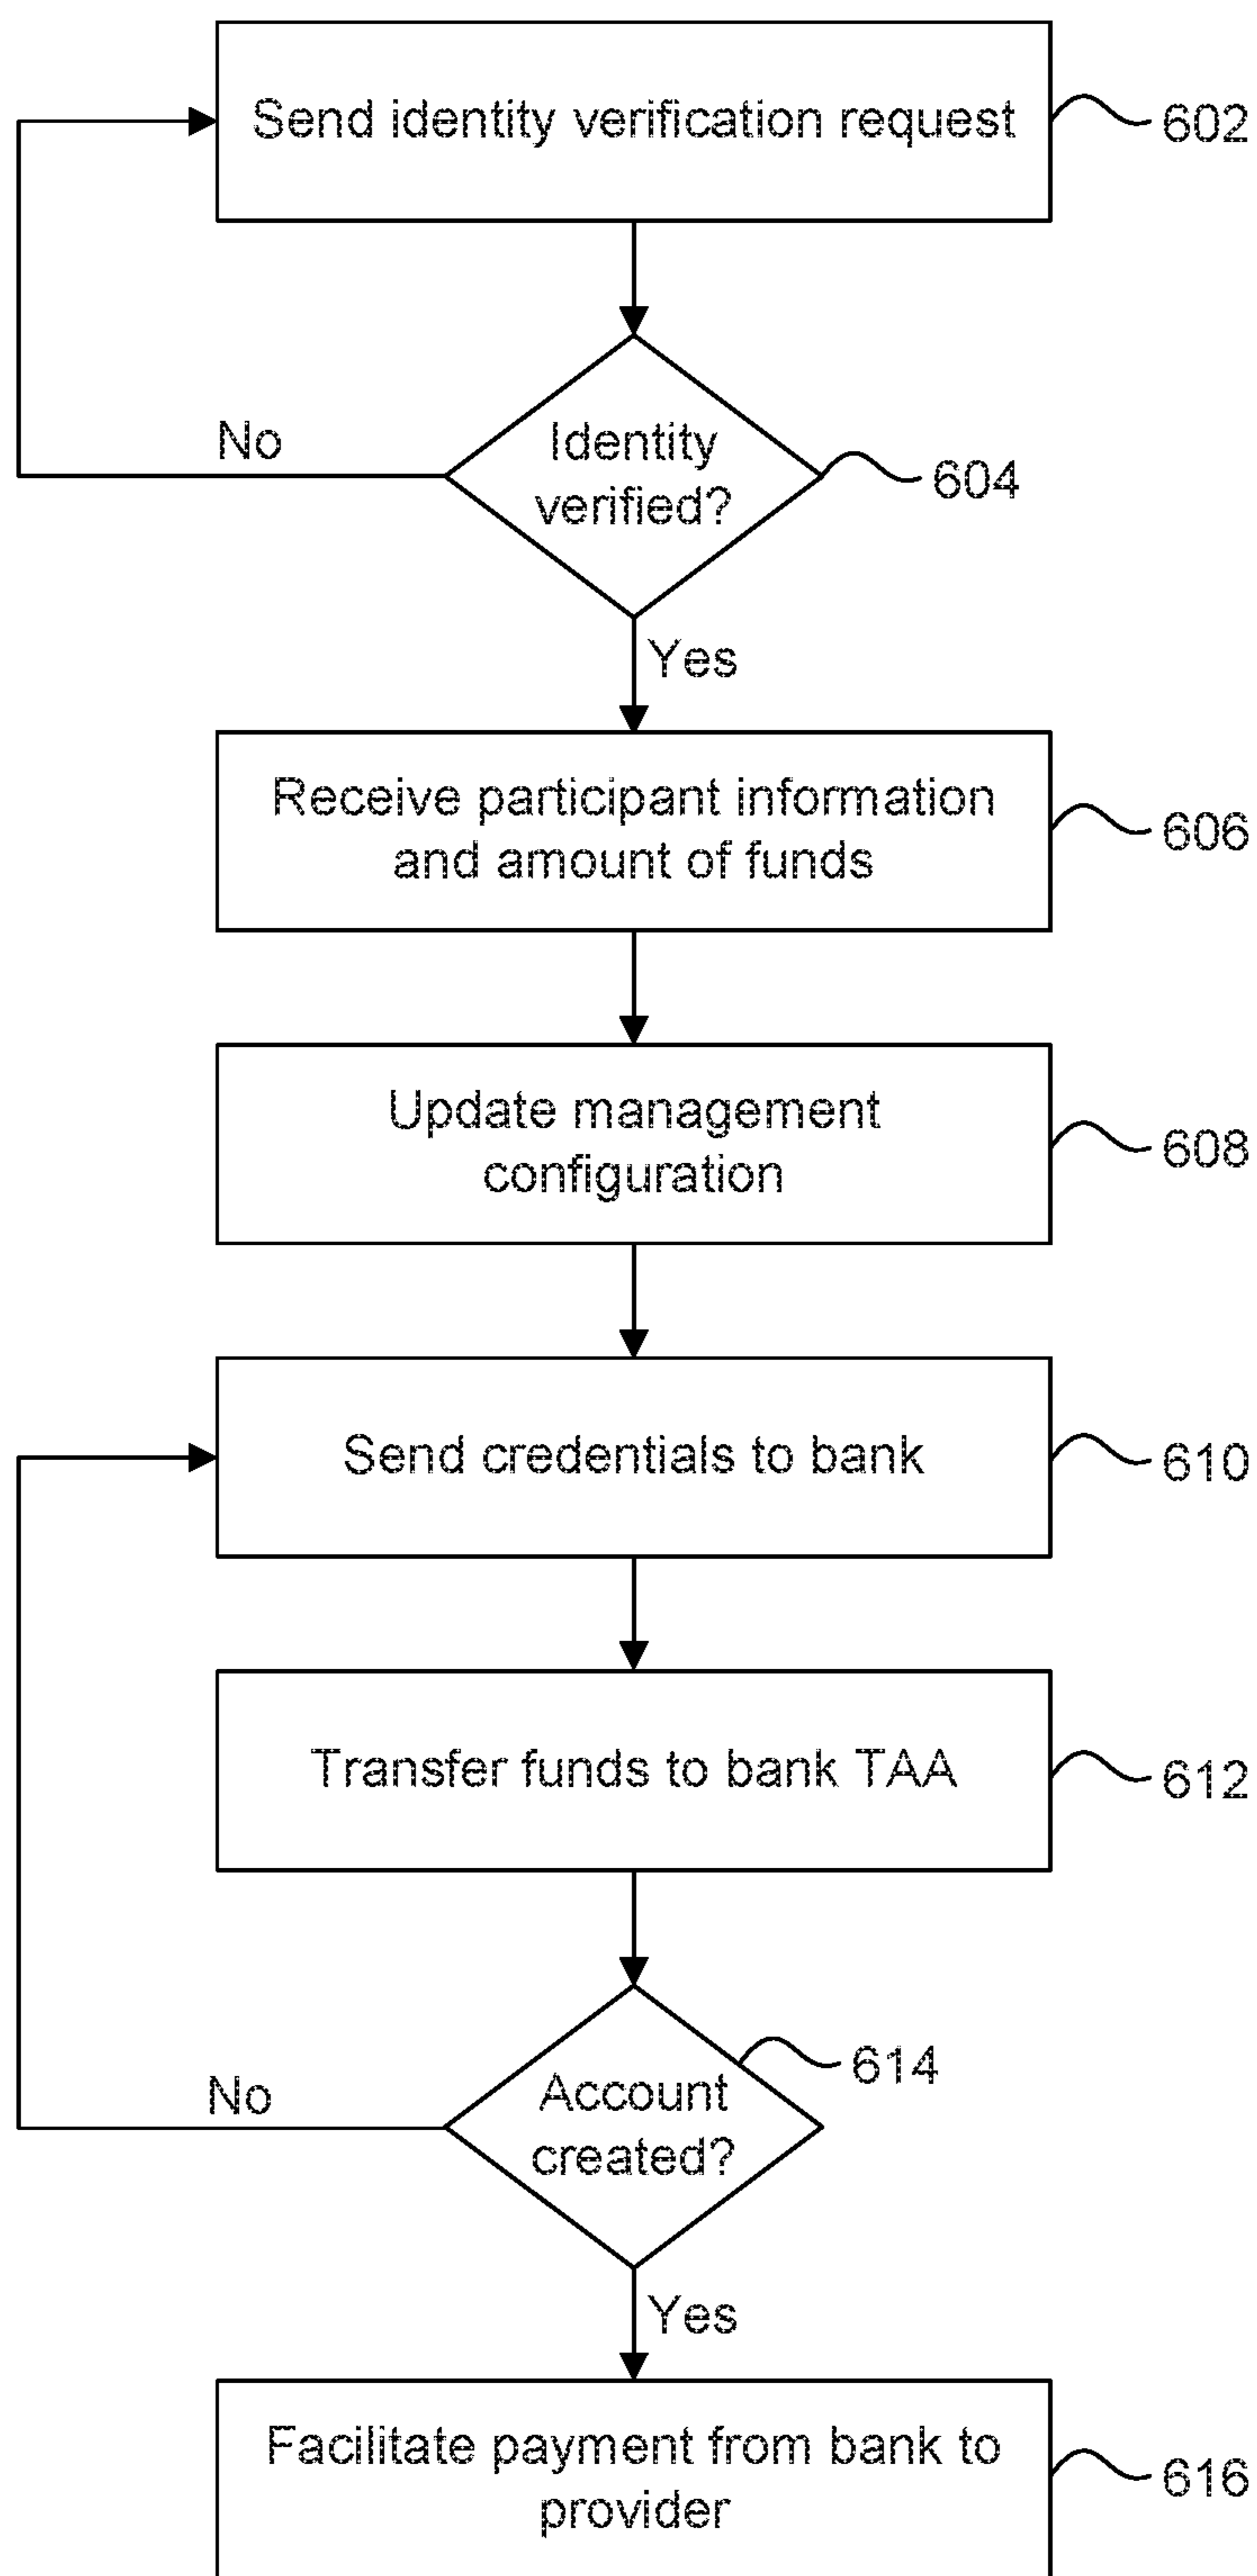 Send identity verification request
602
Identity
verified?
604
No
Yes
Receive participant information
and amount of funds
606
Update management
configuration
608
Send credentials to bank
610
Transfer funds to bank TAA
612
Account
created?
614
No
Yes
Facilitate payment from bank to
provider
616